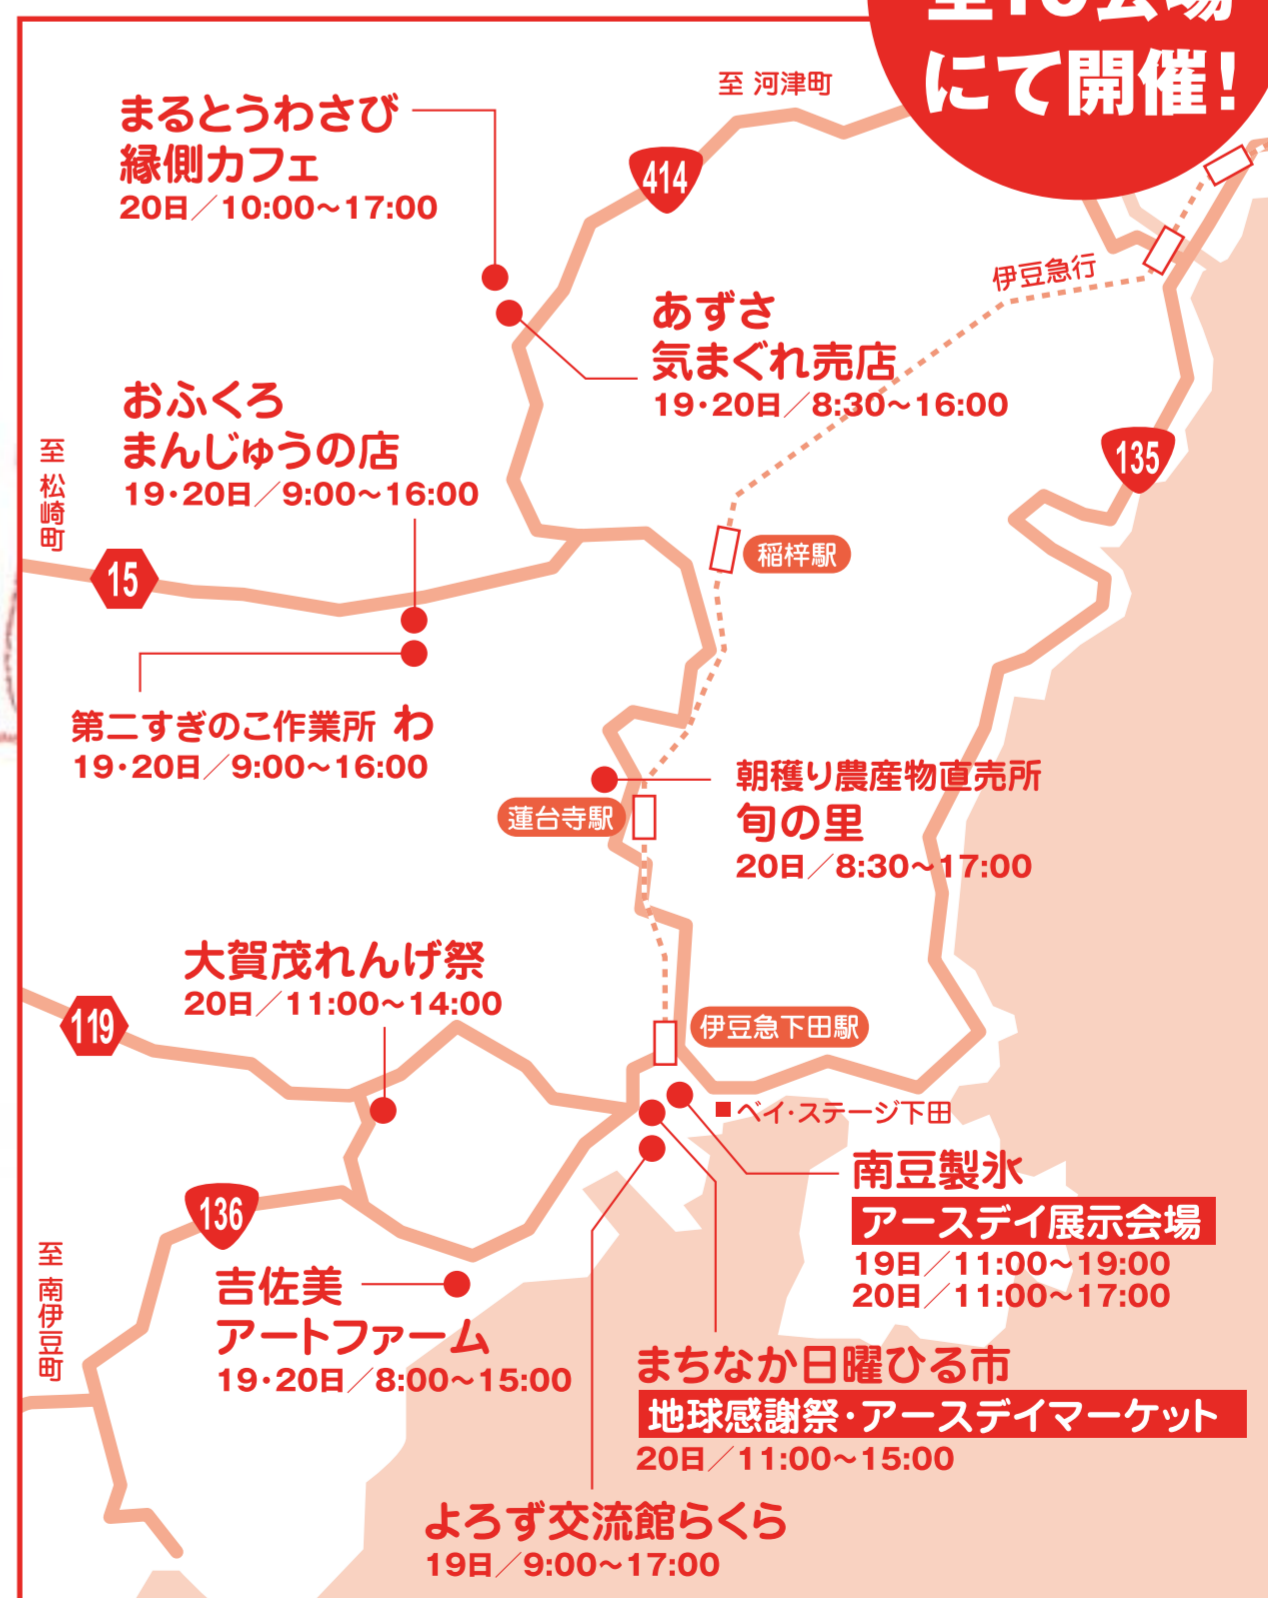 にて開催!
至 河津町
まるとうわさび
縁側カフェ
20日／10:00〜17:00
414
伊豆急行
あずさ
気まぐれ売店
19・20日／8:30〜16:00
おふくろ
まんじゅうの店
19・20日／9:00〜16:00
至 松崎町
135
15
稲梓駅
第二すぎのこ作業所 わ
19・20日／9:00〜16:00
朝穫り農産物直売所
旬の里
20日／8:30〜17:00
蓮台寺駅
大賀茂れんげ祭
20日／11:00〜14:00
119
伊豆急下田駅
ベイ・ステージ下田
南豆製氷
アースデイ展示会場
19日／11:00〜19:00
20日／11:00〜17:00
136
至 南伊豆町
吉佐美
アートファーム
19・20日／8:00〜15:00
まちなか日曜ひる市
地球感謝祭・アースデイマーケット
20日／11:00〜15:00
よろず交流館らくら
19日／9:00〜17:00